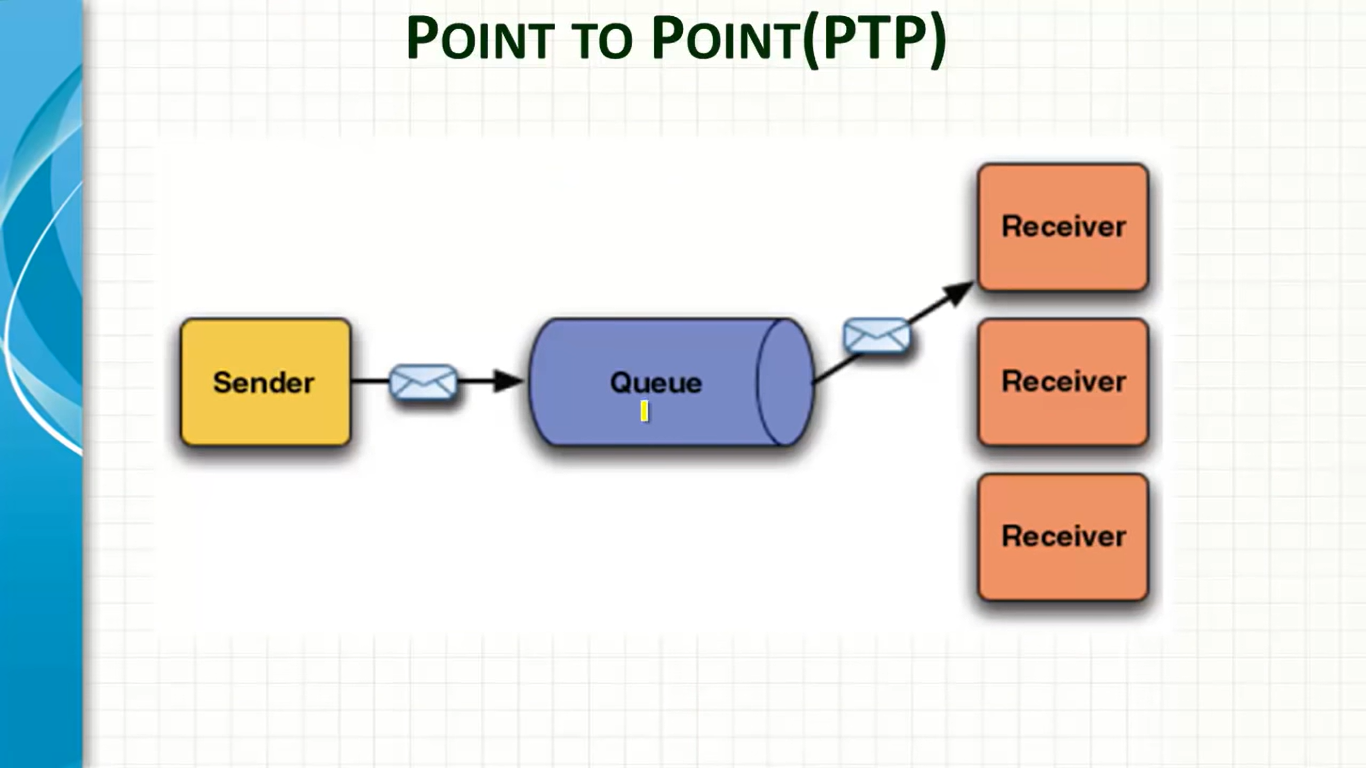 POINT TO POINT(PTP)
Receiver
Sender
Queue
Receiver
Receiver